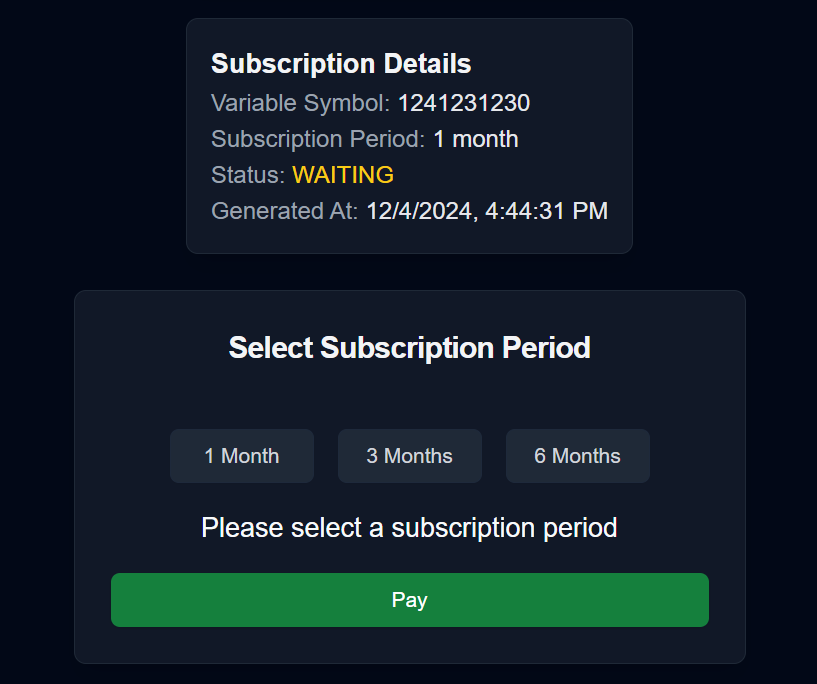 Subscription Details
Variable Symbol: 1241231230
Subscription Period: 1 month
Status: WAITING
Generated At: 12/4/2024, 4:44:31 PM
Select Subscription Period
1 Month 3 Months 6 Months
Please select a subscription period
Pay